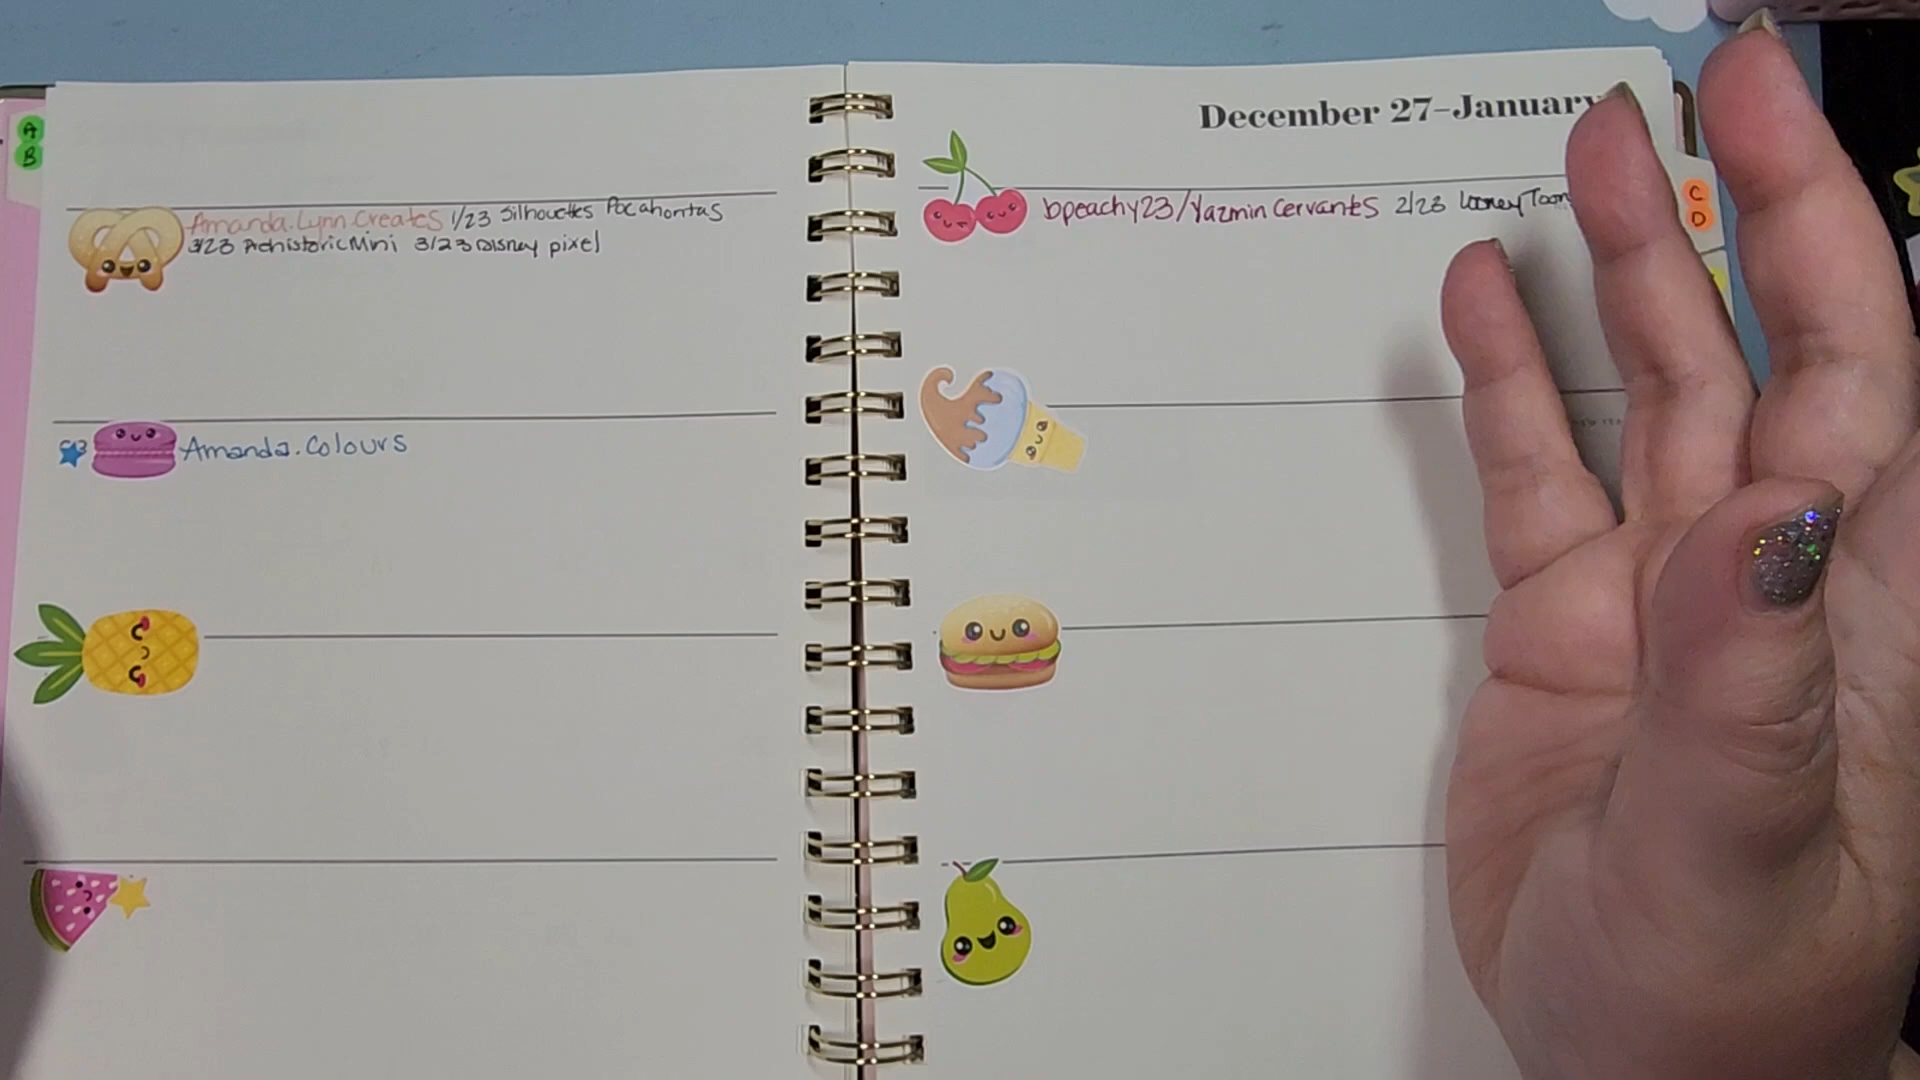 A
B
Amanda.Lynn.Creates 1/23 Silhouettes Pocahontas
3/23 Prehistoric Mini 3/23 Disney pixel
Amanda.Colours
December 27–January
C
D
bpeachy23/Yazmin Cervantes 2/23 Looney Toon